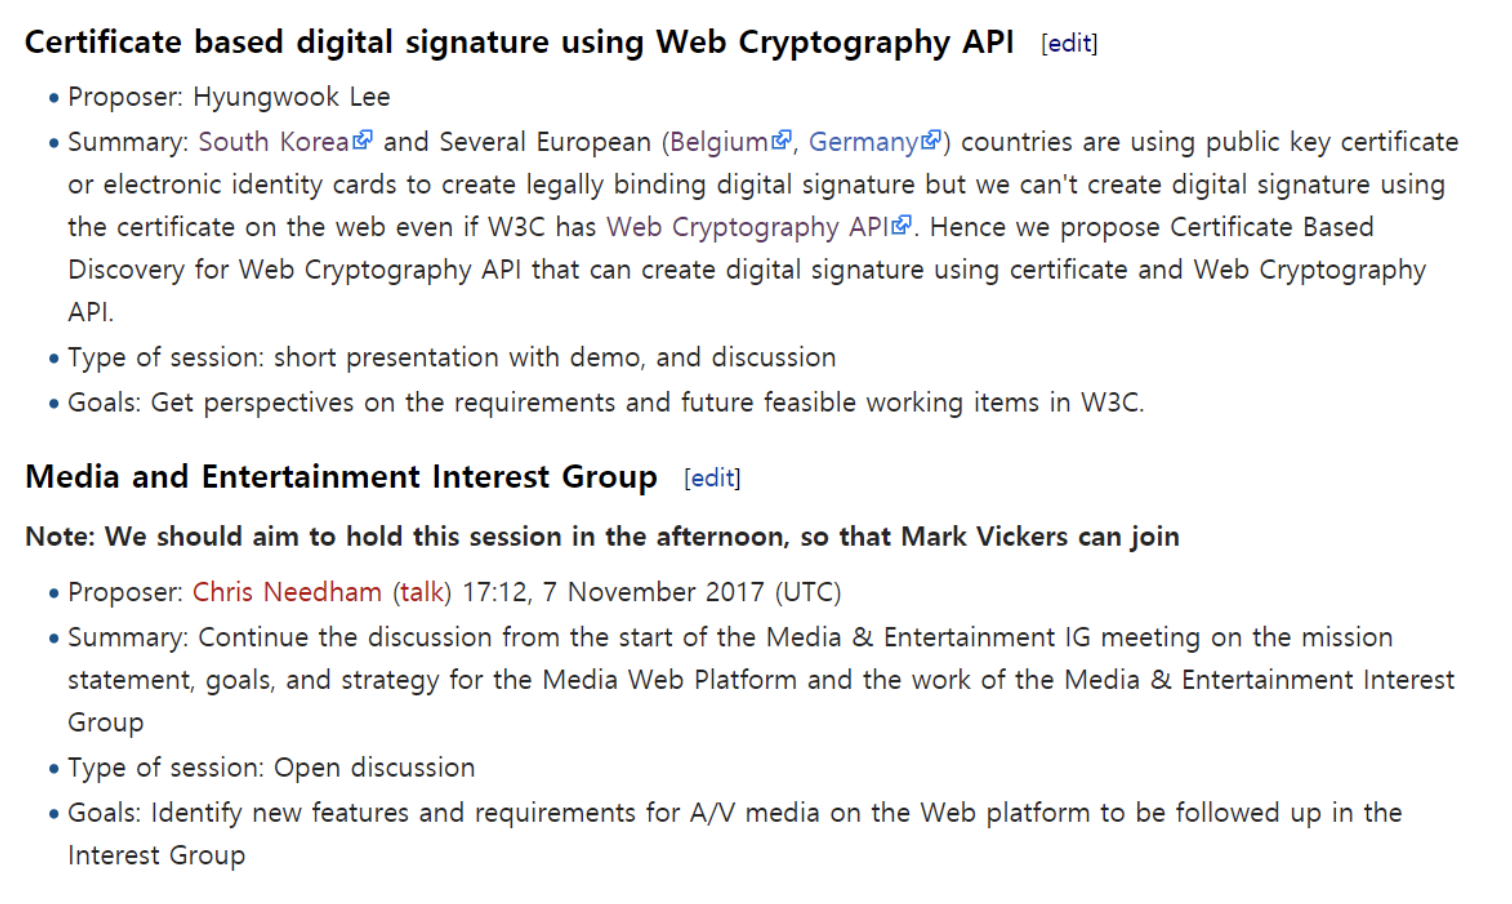 Certificate based digital signature using Web Cryptography API [edit]
• Proposer: Hyungwook Lee
• Summary: South Korea and Several European (Belgium, Germany) countries are using public key certificate
or electronic identity cards to create legally binding digital signature but we can't create digital signature using
the certificate on the web even if W3C has Web Cryptography API. Hence we propose Certificate Based
Discovery for Web Cryptography API that can create digital signature using certificate and Web Cryptography
API.
• Type of session: short presentation with demo, and discussion
• Goals: Get perspectives on the requirements and future feasible working items in W3C.
Media and Entertainment Interest Group [edit]
Note: We should aim to hold this session in the afternoon, so that Mark Vickers can join
• Proposer: Chris Needham (talk) 17:12, 7 November 2017 (UTC)
• Summary: Continue the discussion from the start of the Media & Entertainment IG meeting on the mission
statement, goals, and strategy for the Media Web Platform and the work of the Media & Entertainment Interest
Group
• Type of session: Open discussion
• Goals: Identify new features and requirements for A/V media on the Web platform to be followed up in the
Interest Group